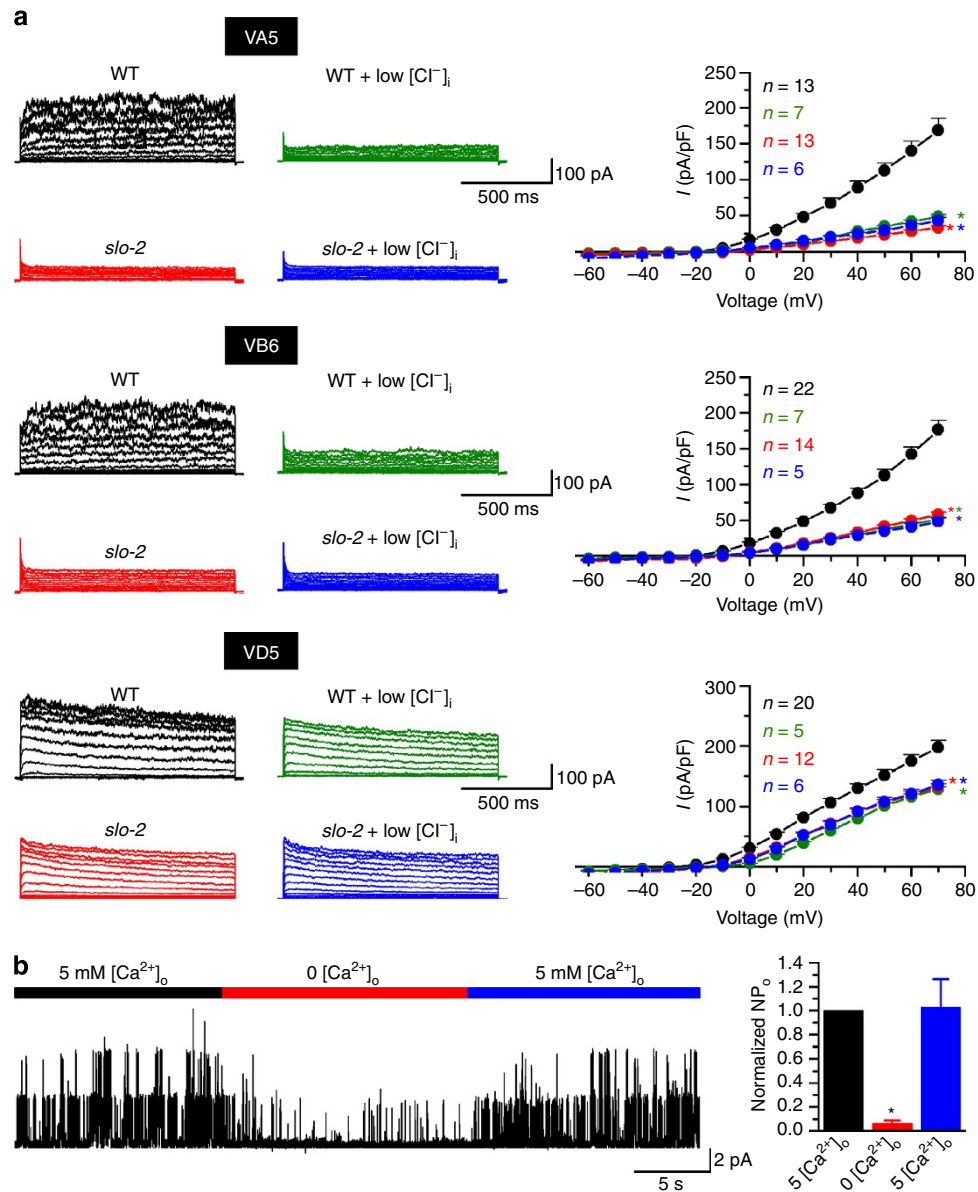 a
VA5
WT
WT + low [Cl⁻]ᵢ
100 pA
500 ms
slo-2
slo-2 + low [Cl⁻]ᵢ
I (pA/pF)
250
200
150
100
50
n = 13
n = 7
n = 13
n = 6
*
**
–60 –40 –20 0 20 40 60 80
Voltage (mV)
VB6
WT
WT + low [Cl⁻]ᵢ
100 pA
500 ms
slo-2
slo-2 + low [Cl⁻]ᵢ
I (pA/pF)
250
200
150
100
50
n = 22
n = 7
n = 14
n = 5
**
*
–60 –40 –20 0 20 40 60 80
Voltage (mV)
VD5
WT
WT + low [Cl⁻]ᵢ
100 pA
500 ms
slo-2
slo-2 + low [Cl⁻]ᵢ
I (pA/pF)
300
200
100
n = 20
n = 5
n = 12
n = 6
**
*
–60 –40 –20 0 20 40 60 80
Voltage (mV)
b
5 mM [Ca²⁺]ₒ 0 [Ca²⁺]ₒ 5 mM [Ca²⁺]ₒ
2 pA
5 s
Normalized NPₒ
1.4
1.2
1.0
0.8
0.6
0.4
0.2
0.0
*
5 [Ca²⁺]ₒ
0 [Ca²⁺]ₒ
5 [Ca²⁺]ₒ